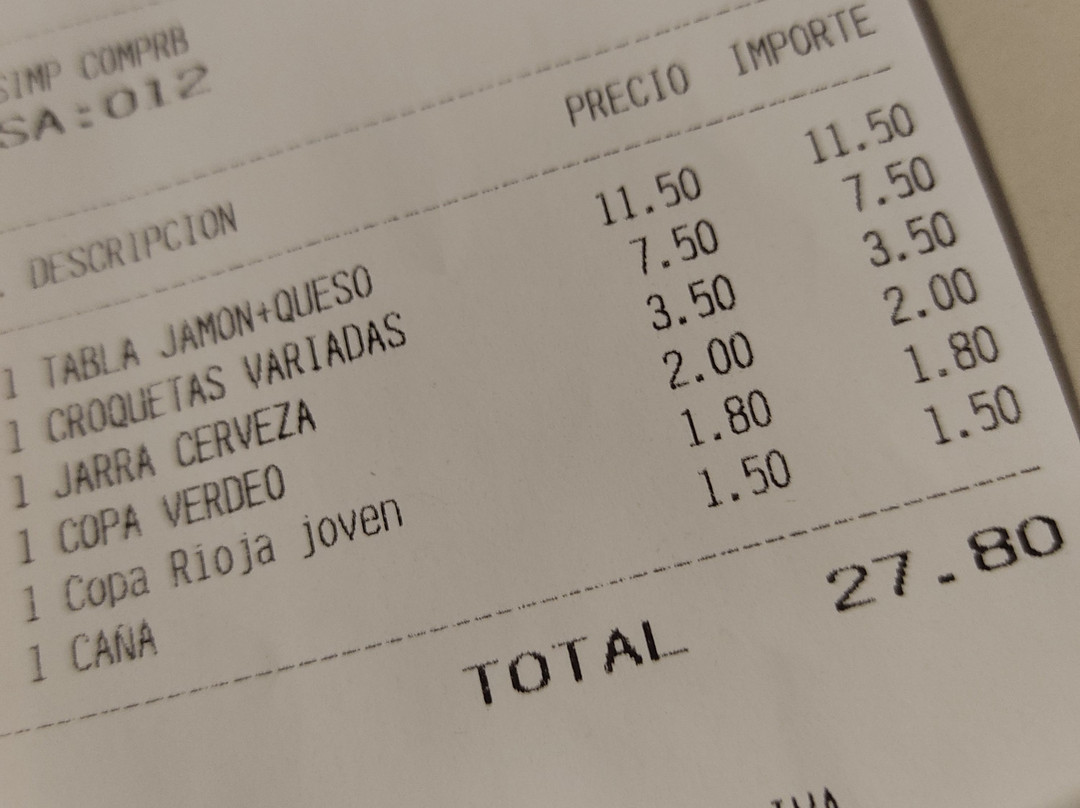 SIMP COMPRB
SA:012
DESCRIPCION PRECIO IMPORTE
1 TABLA JAMON+QUESO 11.50 11.50
1 CROQUETAS VARIADAS 7.50 7.50
1 JARRA CERVEZA 3.50 3.50
1 COPA VERDEO 2.00 2.00
1 Copa Rioja joven 1.80 1.80
1 CAÑA 1.50 1.50
TOTAL 27.80
IVA